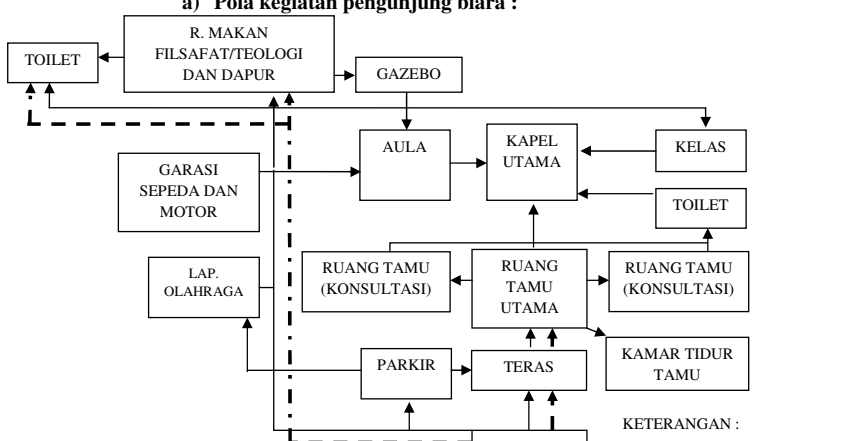 a) Pola kegiatan pengunjung biara :
R. MAKAN
FILSAFAT/TEOLOGI
DAN DAPUR
TOILET
GAZEBO
AULA
KAPEL
UTAMA
KELAS
GARASI
SEPEDA DAN
MOTOR
TOILET
LAP.
OLAHRAGA
RUANG TAMU
(KONSULTASI)
RUANG
TAMU
UTAMA
RUANG TAMU
(KONSULTASI)
PARKIR
TERAS
KAMAR TIDUR
TAMU
KETERANGAN :